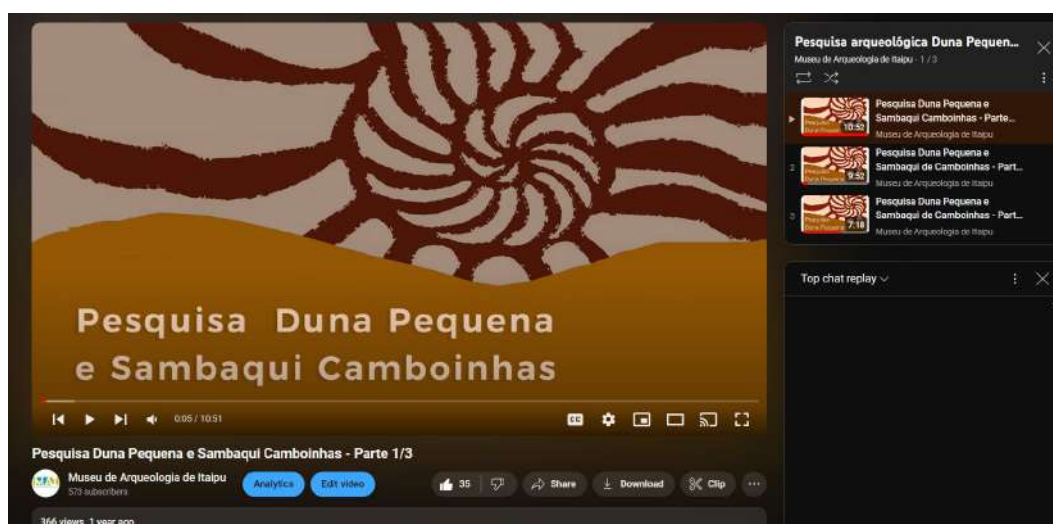 Pesquisa Duna Pequena
e Sambaqui Camboinhas
0:05 / 10:51
CC
Pesquisa Duna Pequena e Sambaqui Camboinhas - Parte 1/3
Museu de Arqueologia de Itaipu
573 subscribers
Analytics
Edit video
35
Share
Download
Clip
366 views 1 year ago
Pesquisa arqueológica Duna Pequen...
Museu de Arqueologia de Itaipu - 1 / 3
10:52
Pesquisa Duna Pequena e
Sambaqui Camboinhas - Parte...
Museu de Arqueologia de Itaipu
2
9:52
Pesquisa Duna Pequena e
Sambaqui de Camboinhas - Part...
Museu de Arqueologia de Itaipu
3
7:18
Pesquisa Duna Pequena e
Sambaqui de Camboinhas - Part...
Museu de Arqueologia de Itaipu
Top chat replay